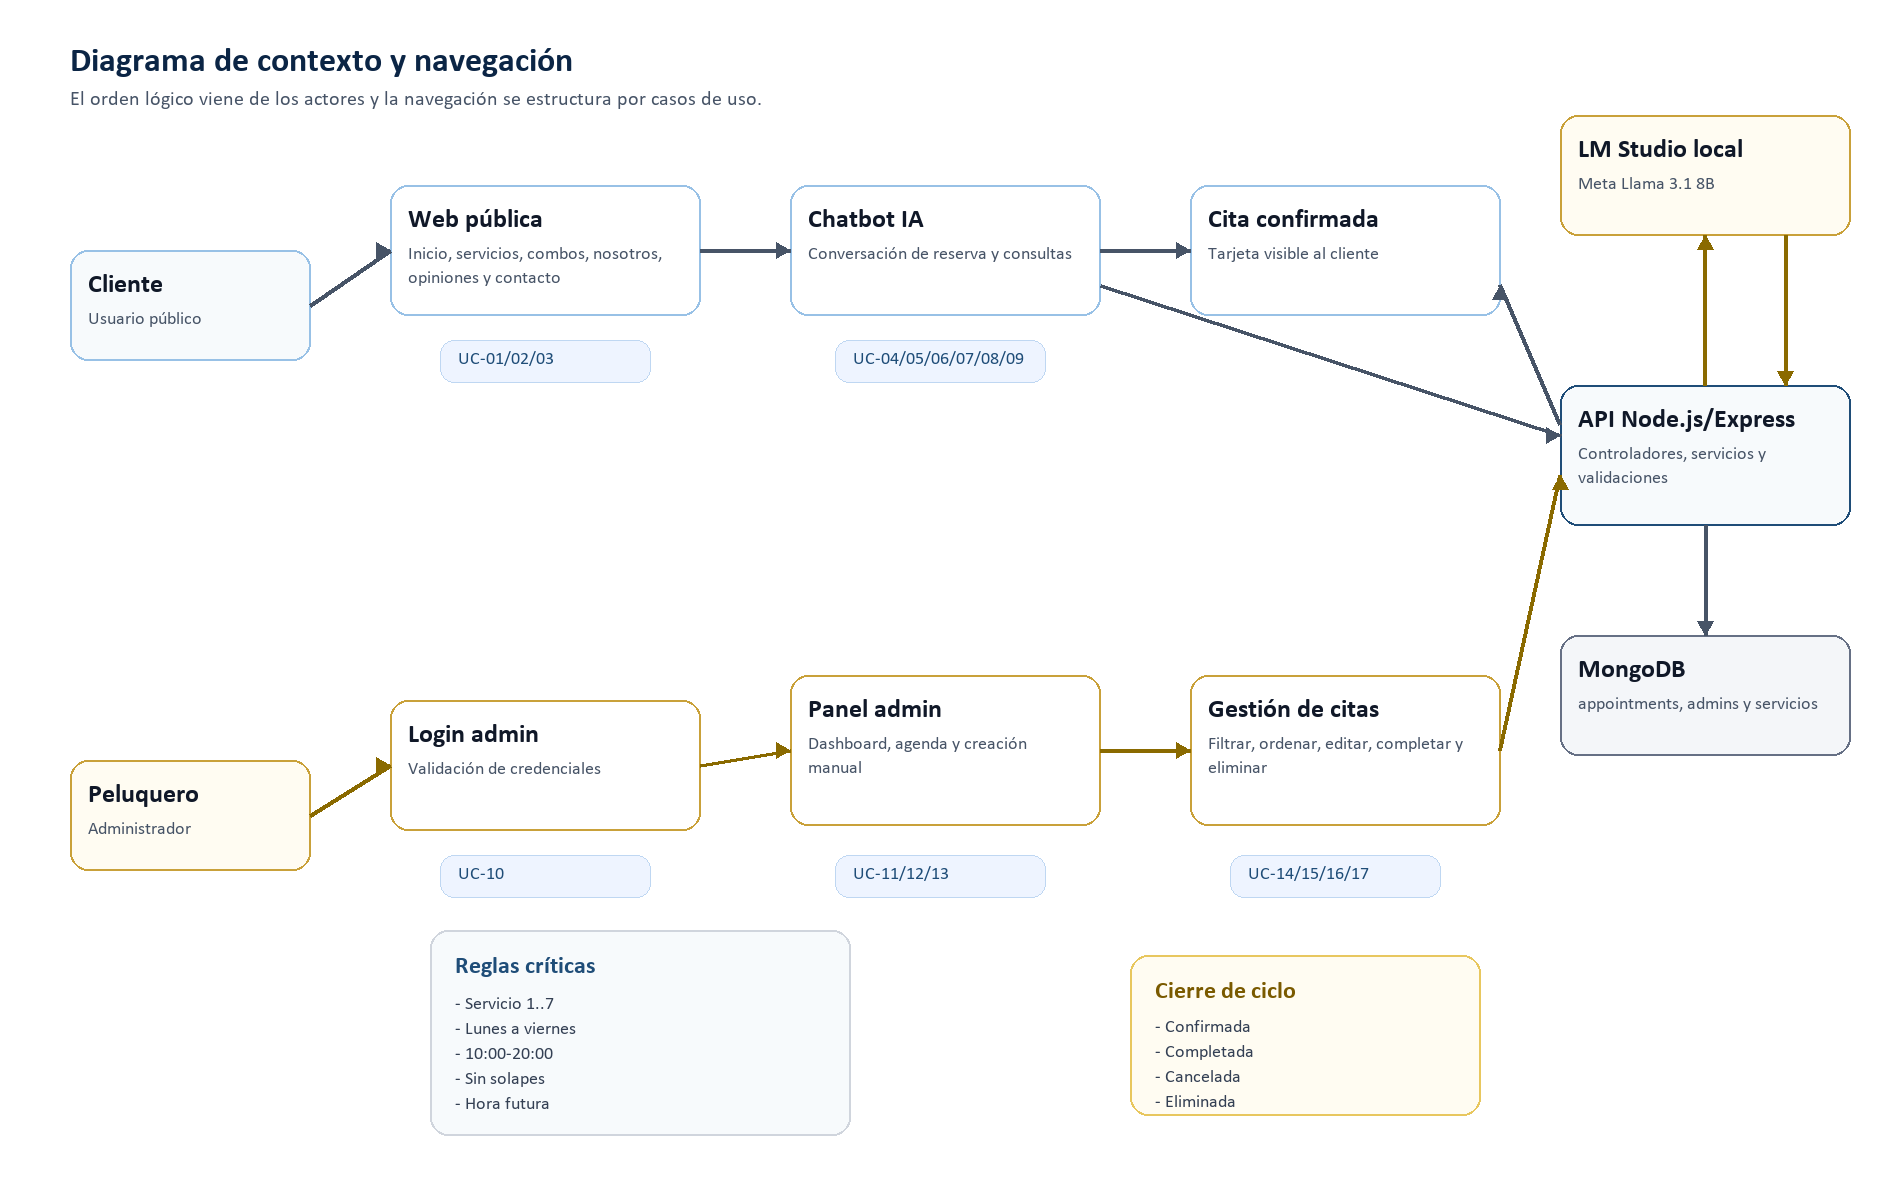 Diagrama de contexto y navegación
El orden lógico viene de los actores y la navegación se estructura por casos de uso.
LM Studio local
Meta Llama 3.1 8B
Web pública
Inicio, servicios, combos, nosotros,
opiniones y contacto
Chatbot IA
Conversación de reserva y consultas
Cita confirmada
Tarjeta visible al cliente
Cliente
Usuario público
UC-01/02/03
UC-04/05/06/07/08/09
API Node.js/Express
Controladores, servicios y
validaciones
MongoDB
appointments, admins y servicios
Login admin
Validación de credenciales
Panel admin
Dashboard, agenda y creación
manual
Gestión de citas
Filtrar, ordenar, editar, completar y
eliminar
Peluquero
Administrador
UC-10
UC-11/12/13
UC-14/15/16/17
Reglas críticas
- Servicio 1..7
- Lunes a viernes
- 10:00-20:00
- Sin solapes
- Hora futura
Cierre de ciclo
- Confirmada
- Completada
- Cancelada
- Eliminada